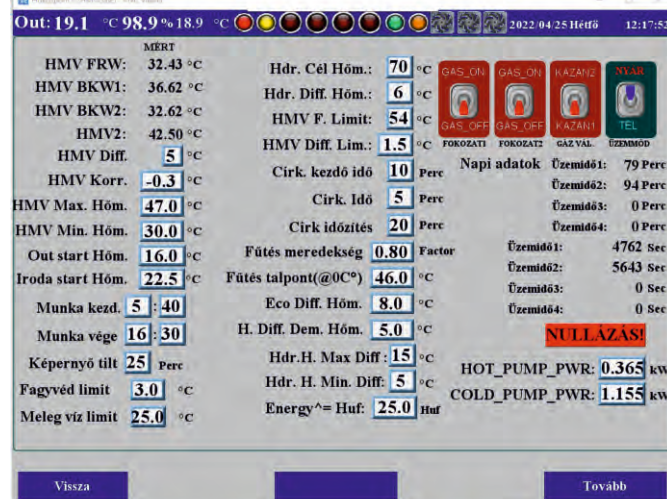 Out: 19.1 °C 98.9 % 18.9 °C 2022/04/25 Hétfő 12:17:52
MÉRT
HMV FRW: 32.43 °C
HMV BKW1: 36.62 °C
HMV BKW2: 32.62 °C
HMV2: 42.50 °C
HMV Diff. 5 °C
HMV Korr. -0.3 °C
HMV Max. Hőm. 47.0 °C
HMV Min. Hőm. 30.0 °C
Out start Hőm. 16.0 °C
Iroda start Hőm. 22.5 °C
Munka kezd. 5 : 40
Munka vége 16 : 30
Képernyő tilt 25 Perc
Fagyvéd limit 3.0 °C
Meleg víz limit 25.0 °C
Hdr. Cél Hőm.: 70 °C
Hdr. Diff. Hőm.: 6 °C
HMV F. Limit: 54 °C
HMV Diff. Lim.: 1.5 °C
Cirk. kezdő idő 10 Perc
Cirk. Idő 5 Perc
Cirk időzítés 20 Perc
Fűtés meredekség 0.80 Factor
Fűtés talpont(@0C°) 46.0 °C
Eco Diff. Hőm. 8.0 °C
H. Diff. Dem. Hőm. 5.0 °C
Hdr.H. Max Diff : 15 °C
Hdr. H. Min. Diff: 5 °C
Energy^= Huf: 25.0 Huf
GAS_ON GAS_ON KAZAN2 NYÁR
GAS_OFF GAS_OFF KAZAN1 TÉL
FOKOZAT1 FOKOZAT2 GÁZ VÁL. ÜZEMMÓD
Napi adatok Üzemidő1: 79 Perc
Üzemidő2: 94 Perc
Üzemidő3: 0 Perc
Üzemidő4: 0 Perc
Üzemidő1: 4762 Sec
Üzemidő2: 5643 Sec
Üzemidő3: 0 Sec
Üzemidő4: 0 Sec
NULLÁZÁS!
HOT_PUMP_PWR: 0.365 kW
COLD_PUMP_PWR: 1.155 kW
Vissza
Tovább